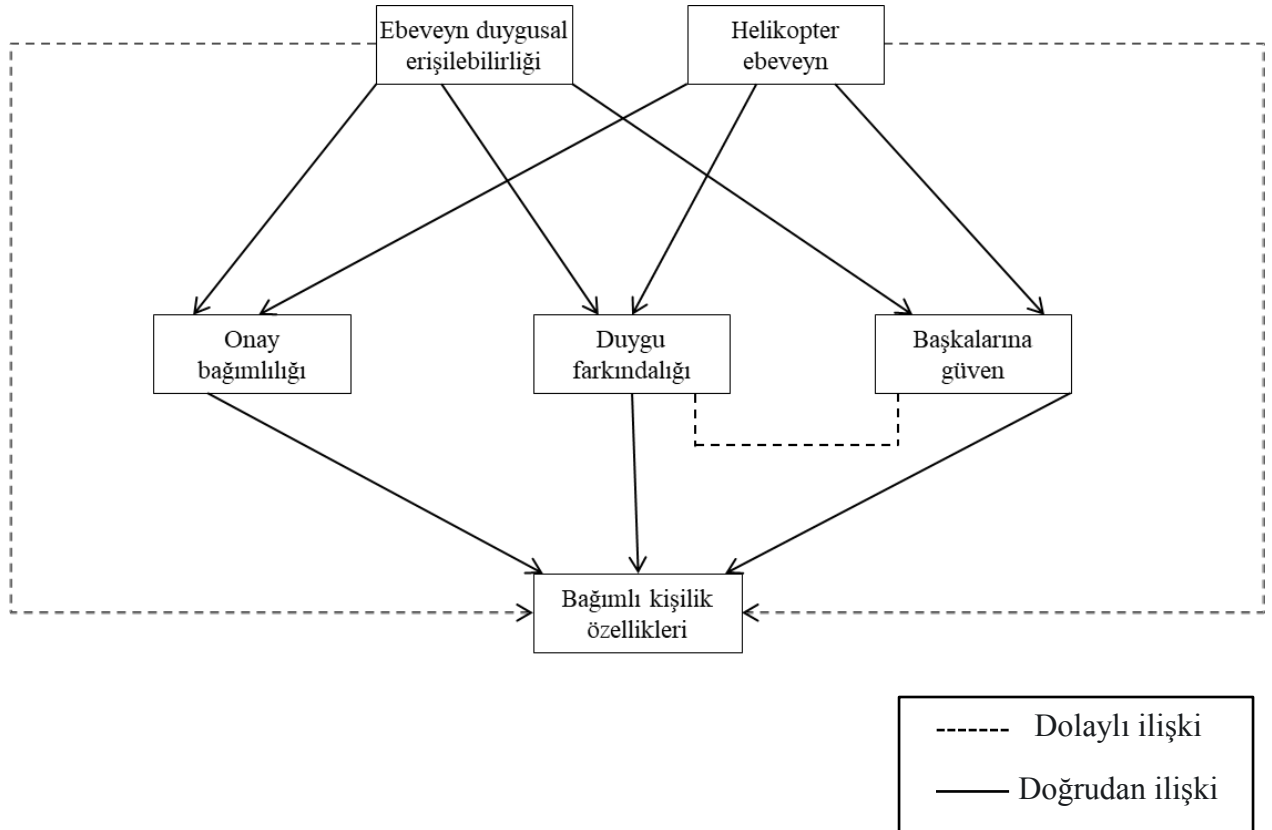 Ebeveyn duygusal
erişilebilirliği
Helikopter
ebeveyn
Onay
bağımlılığı
Duygu
farkındalığı
Başkalarına
güven
Bağımlı kişilik
özellikleri
Dolaylı ilişki
Doğrudan ilişki